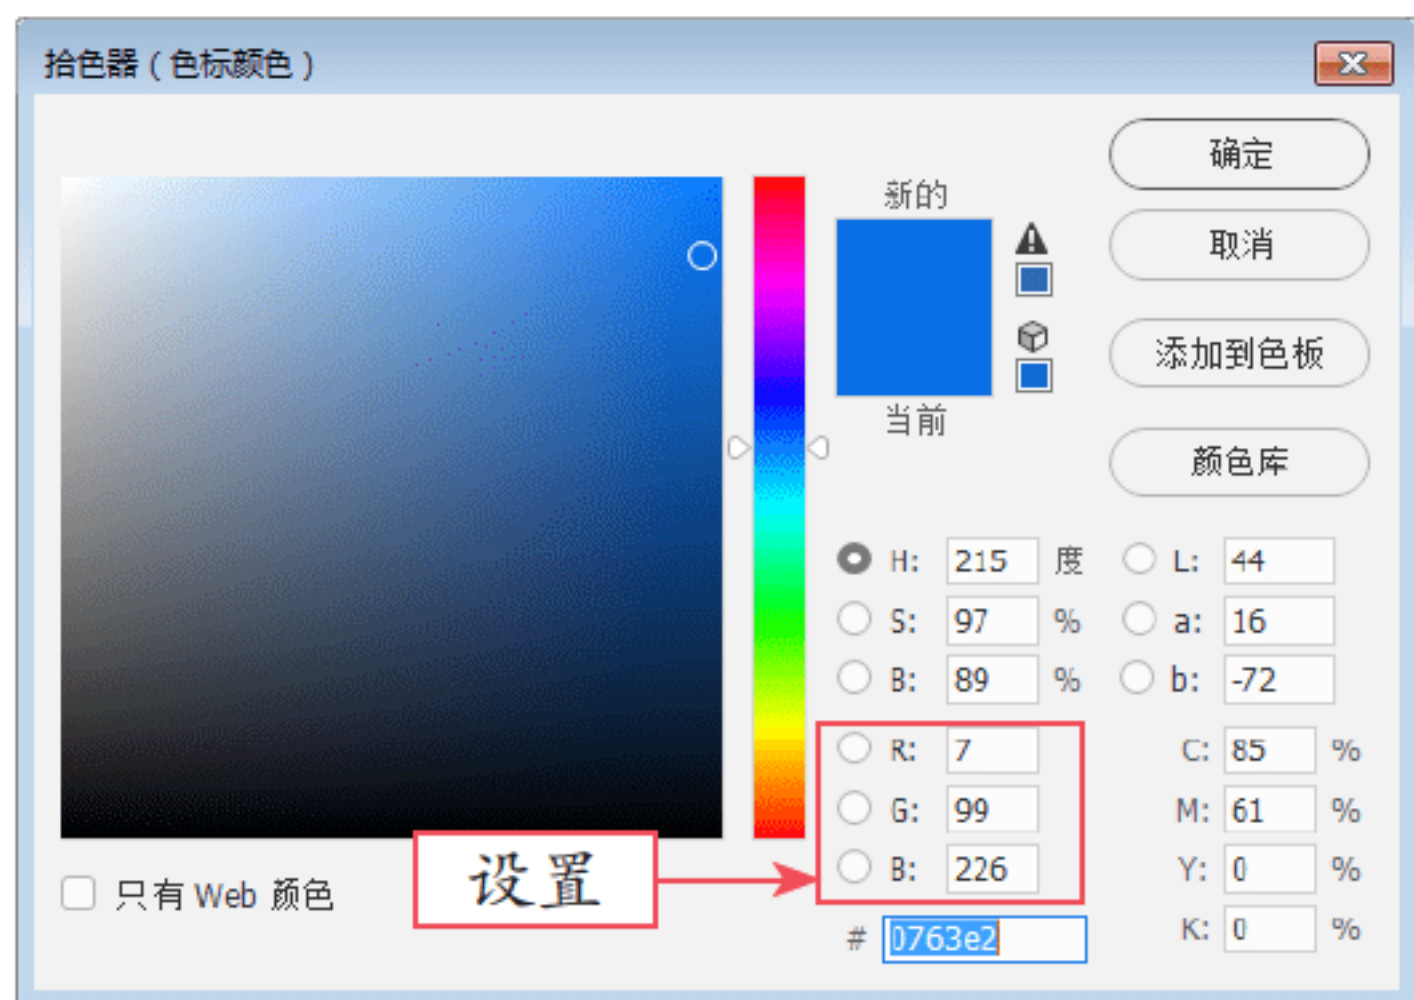 拾色器（色标颜色）
确定
新的
取消
添加到色板
当前
颜色库
H: 215 度 L: 44
S: 97 % a: 16
B: 89 % b: -72
R: 7 C: 85 %
G: 99 M: 61 %
设置 B: 226 Y: 0 %
只有 Web 颜色
# 0763e2 K: 0 %